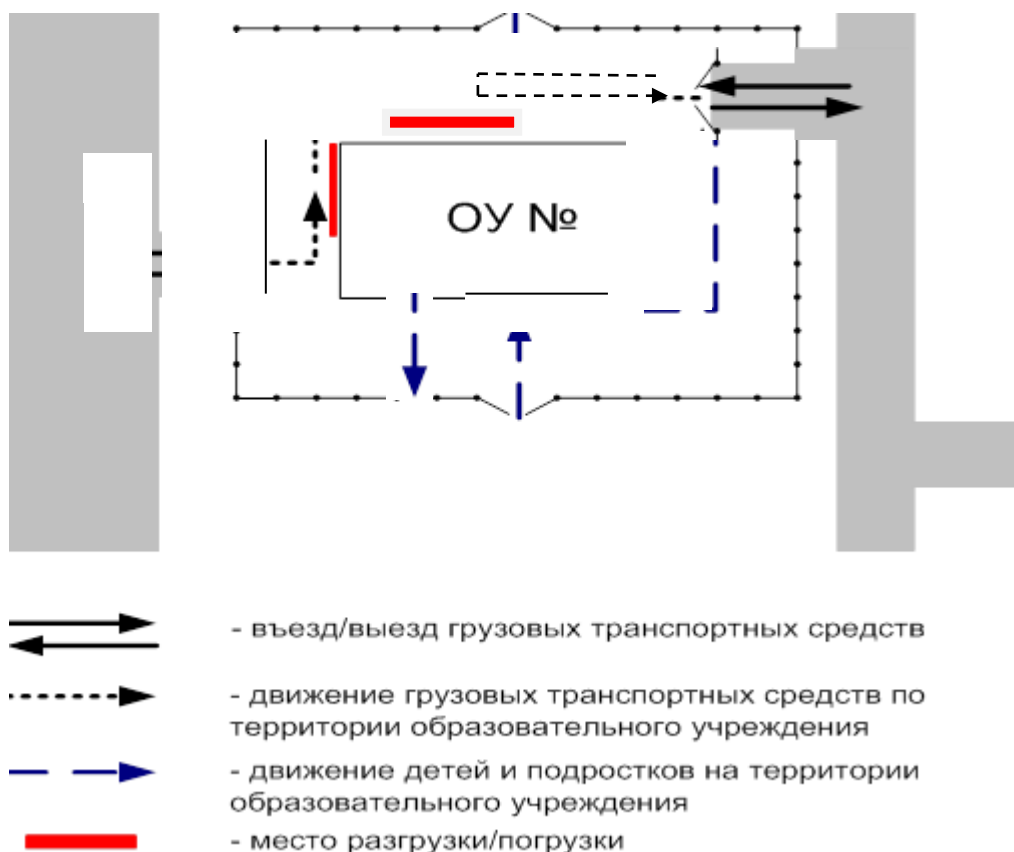 ОУ №
- въезд/выезд грузовых транспортных средств
- движение грузовых транспортных средств по
территории образовательного учреждения
- движение детей и подростков на территории
образовательного учреждения
- место разгрузки/погрузки